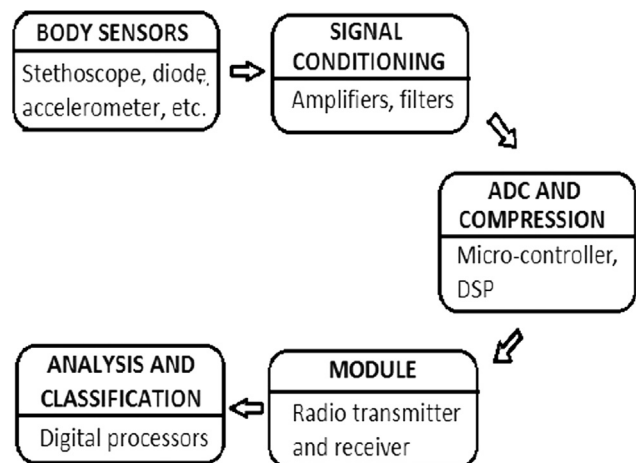 BODY SENSORS
Stethoscope, diode,
accelerometer, etc.
SIGNAL
CONDITIONING
Amplifiers, filters
ADC AND
COMPRESSION
Micro-controller,
DSP
MODULE
Radio transmitter
and receiver
ANALYSIS AND
CLASSIFICATION
Digital processors